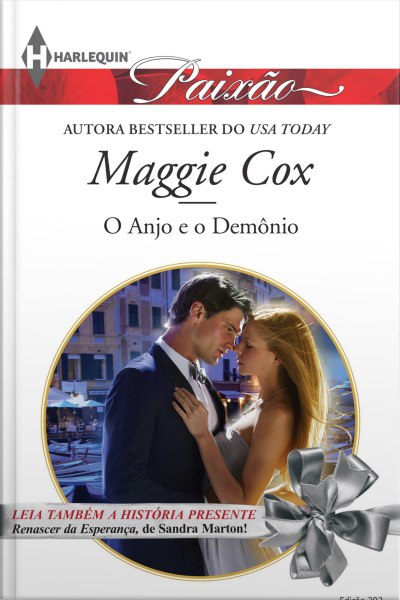 HARLEQUIN
Paixão
AUTORA BESTSELLER DO USA TODAY
Maggie Cox
O Anjo e o Demônio
LEIA TAMBÉM A HISTÓRIA PRESENTE
Renascer da Esperança, de Sandra Marton!